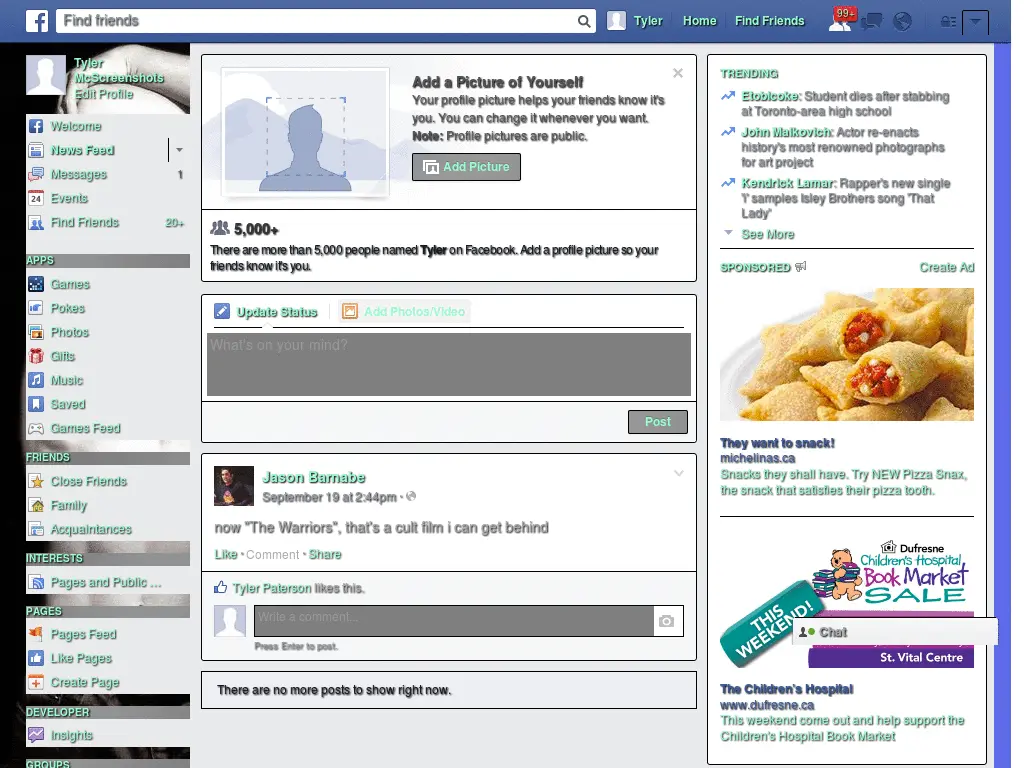 Find friends
Tyler
Home
Find Friends
99+
Tyler
McScreenshots
Edit Profile
Welcome
News Feed
Messages 1
24 Events
Find Friends 20+
APPS
Games
Pokes
Photos
Gifts
Music
Saved
Games Feed
FRIENDS
Close Friends
Family
Acquaintances
INTERESTS
Pages and Public ...
PAGES
Pages Feed
Like Pages
Create Page
DEVELOPER
Insights
GROUPS
Add a Picture of Yourself
Your profile picture helps your friends know it's
you. You can change it whenever you want.
Note: Profile pictures are public.
Add Picture
5,000+
There are more than 5,000 people named Tyler on Facebook. Add a profile picture so your
friends know it's you.
Update Status
Add Photos/Video
What's on your mind?
Post
Jason Barnabe
September 19 at 2:44pm ·
now "The Warriors", that's a cult film i can get behind
Like · Comment · Share
Tyler Paterson likes this.
Write a comment...
Press Enter to post.
There are no more posts to show right now.
TRENDING
Etobicoke: Student dies after stabbing
at Toronto-area high school
John Malkovich: Actor re-enacts
history's most renowned photographs
for art project
Kendrick Lamar: Rapper's new single
'i' samples Isley Brothers song 'That
Lady'
See More
SPONSORED
Create Ad
They want to snack!
michelinas.ca
Snacks they shall have. Try NEW Pizza Snax,
the snack that satisfies their pizza tooth.
Dufresne
Children's Hospital
Book Market
SALE
THIS
WEEKEND!
Chat
St. Vital Centre
The Children's Hospital
www.dufresne.ca
This weekend come out and help support the
Children's Hospital Book Market